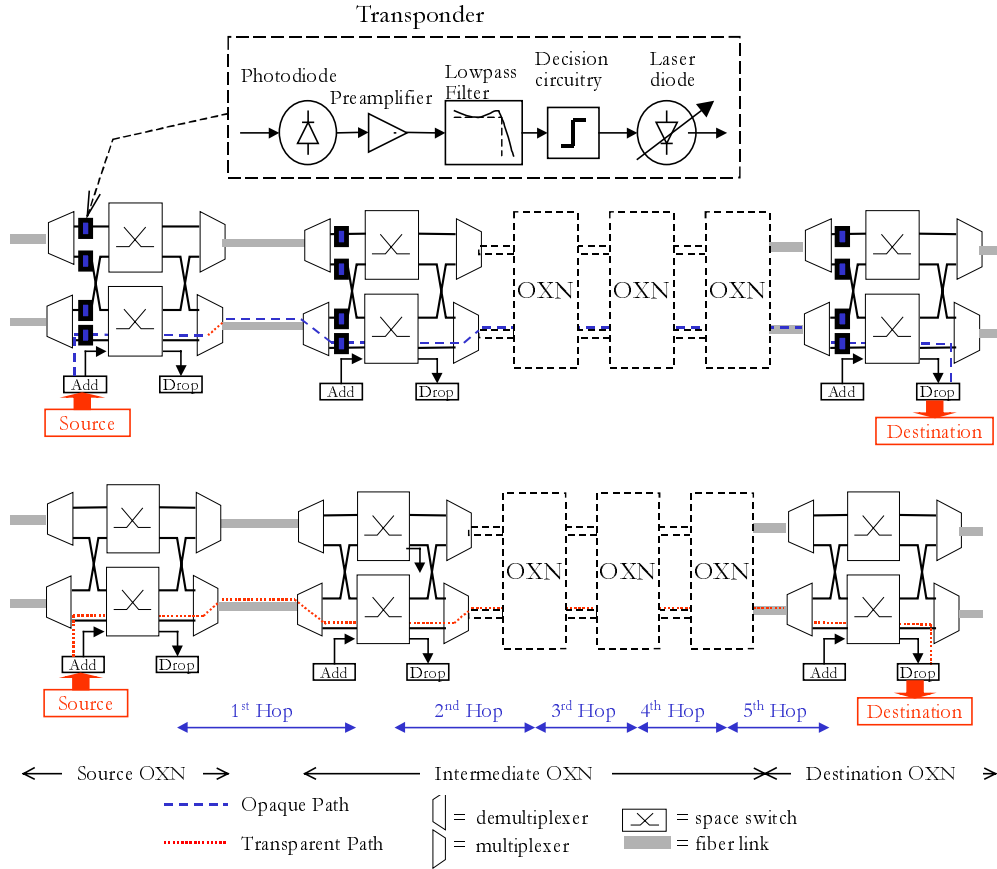 Transponder
Photodiode
Preamplifier
Lowpass
Filter
Decision
circuitry
Laser
diode
OXN
OXN
OXN
Add
Drop
Add
Drop
Add
Drop
Source
Destination
OXN
OXN
OXN
Add
Drop
Add
Drop
Add
Drop
Source
Destination
1st Hop
2nd Hop
3rd Hop
4th Hop
5th Hop
Source OXN
Intermediate OXN
Destination OXN
Opaque Path
= demultiplexer
= space switch
Transparent Path
= multiplexer
= fiber link